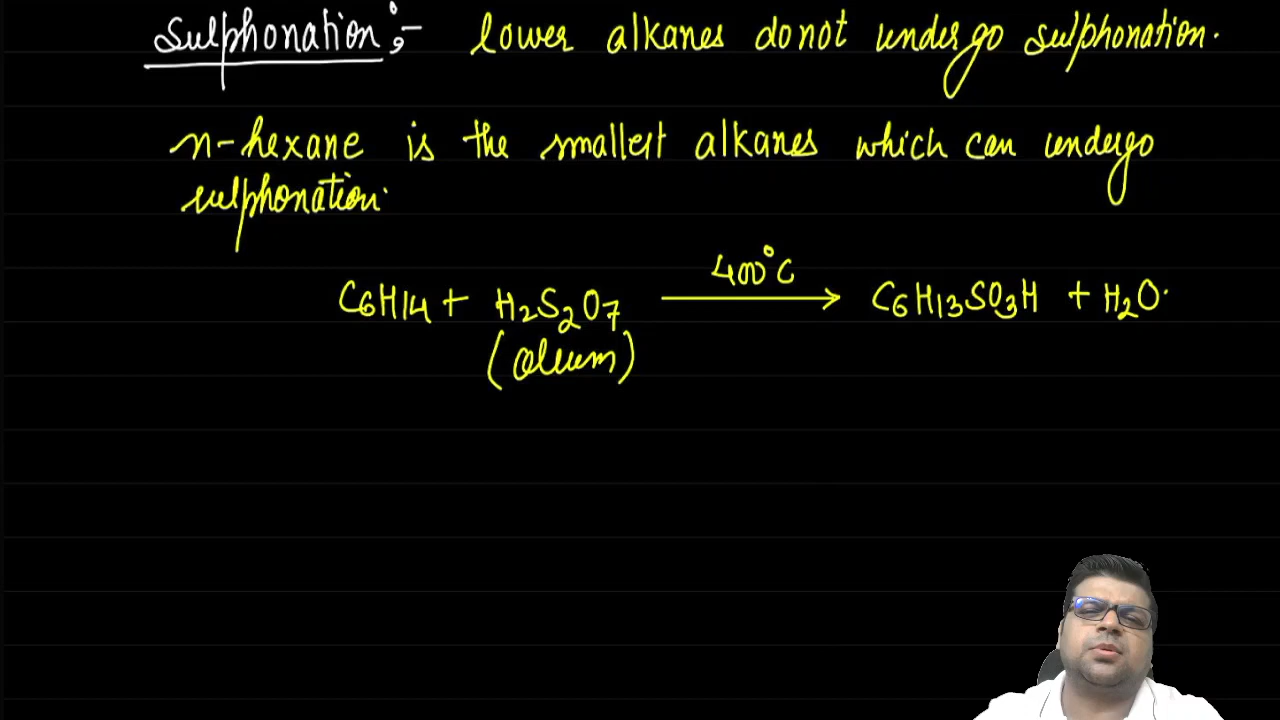 Sulphonation :- lower alkanes donot undergo sulphonation.
n-hexane is the smallest alkanes which can undergo
sulphonation.
400°C
C6H14 + H2S2O7 ⟶ C6H13SO3H + H2O.
(oleum)